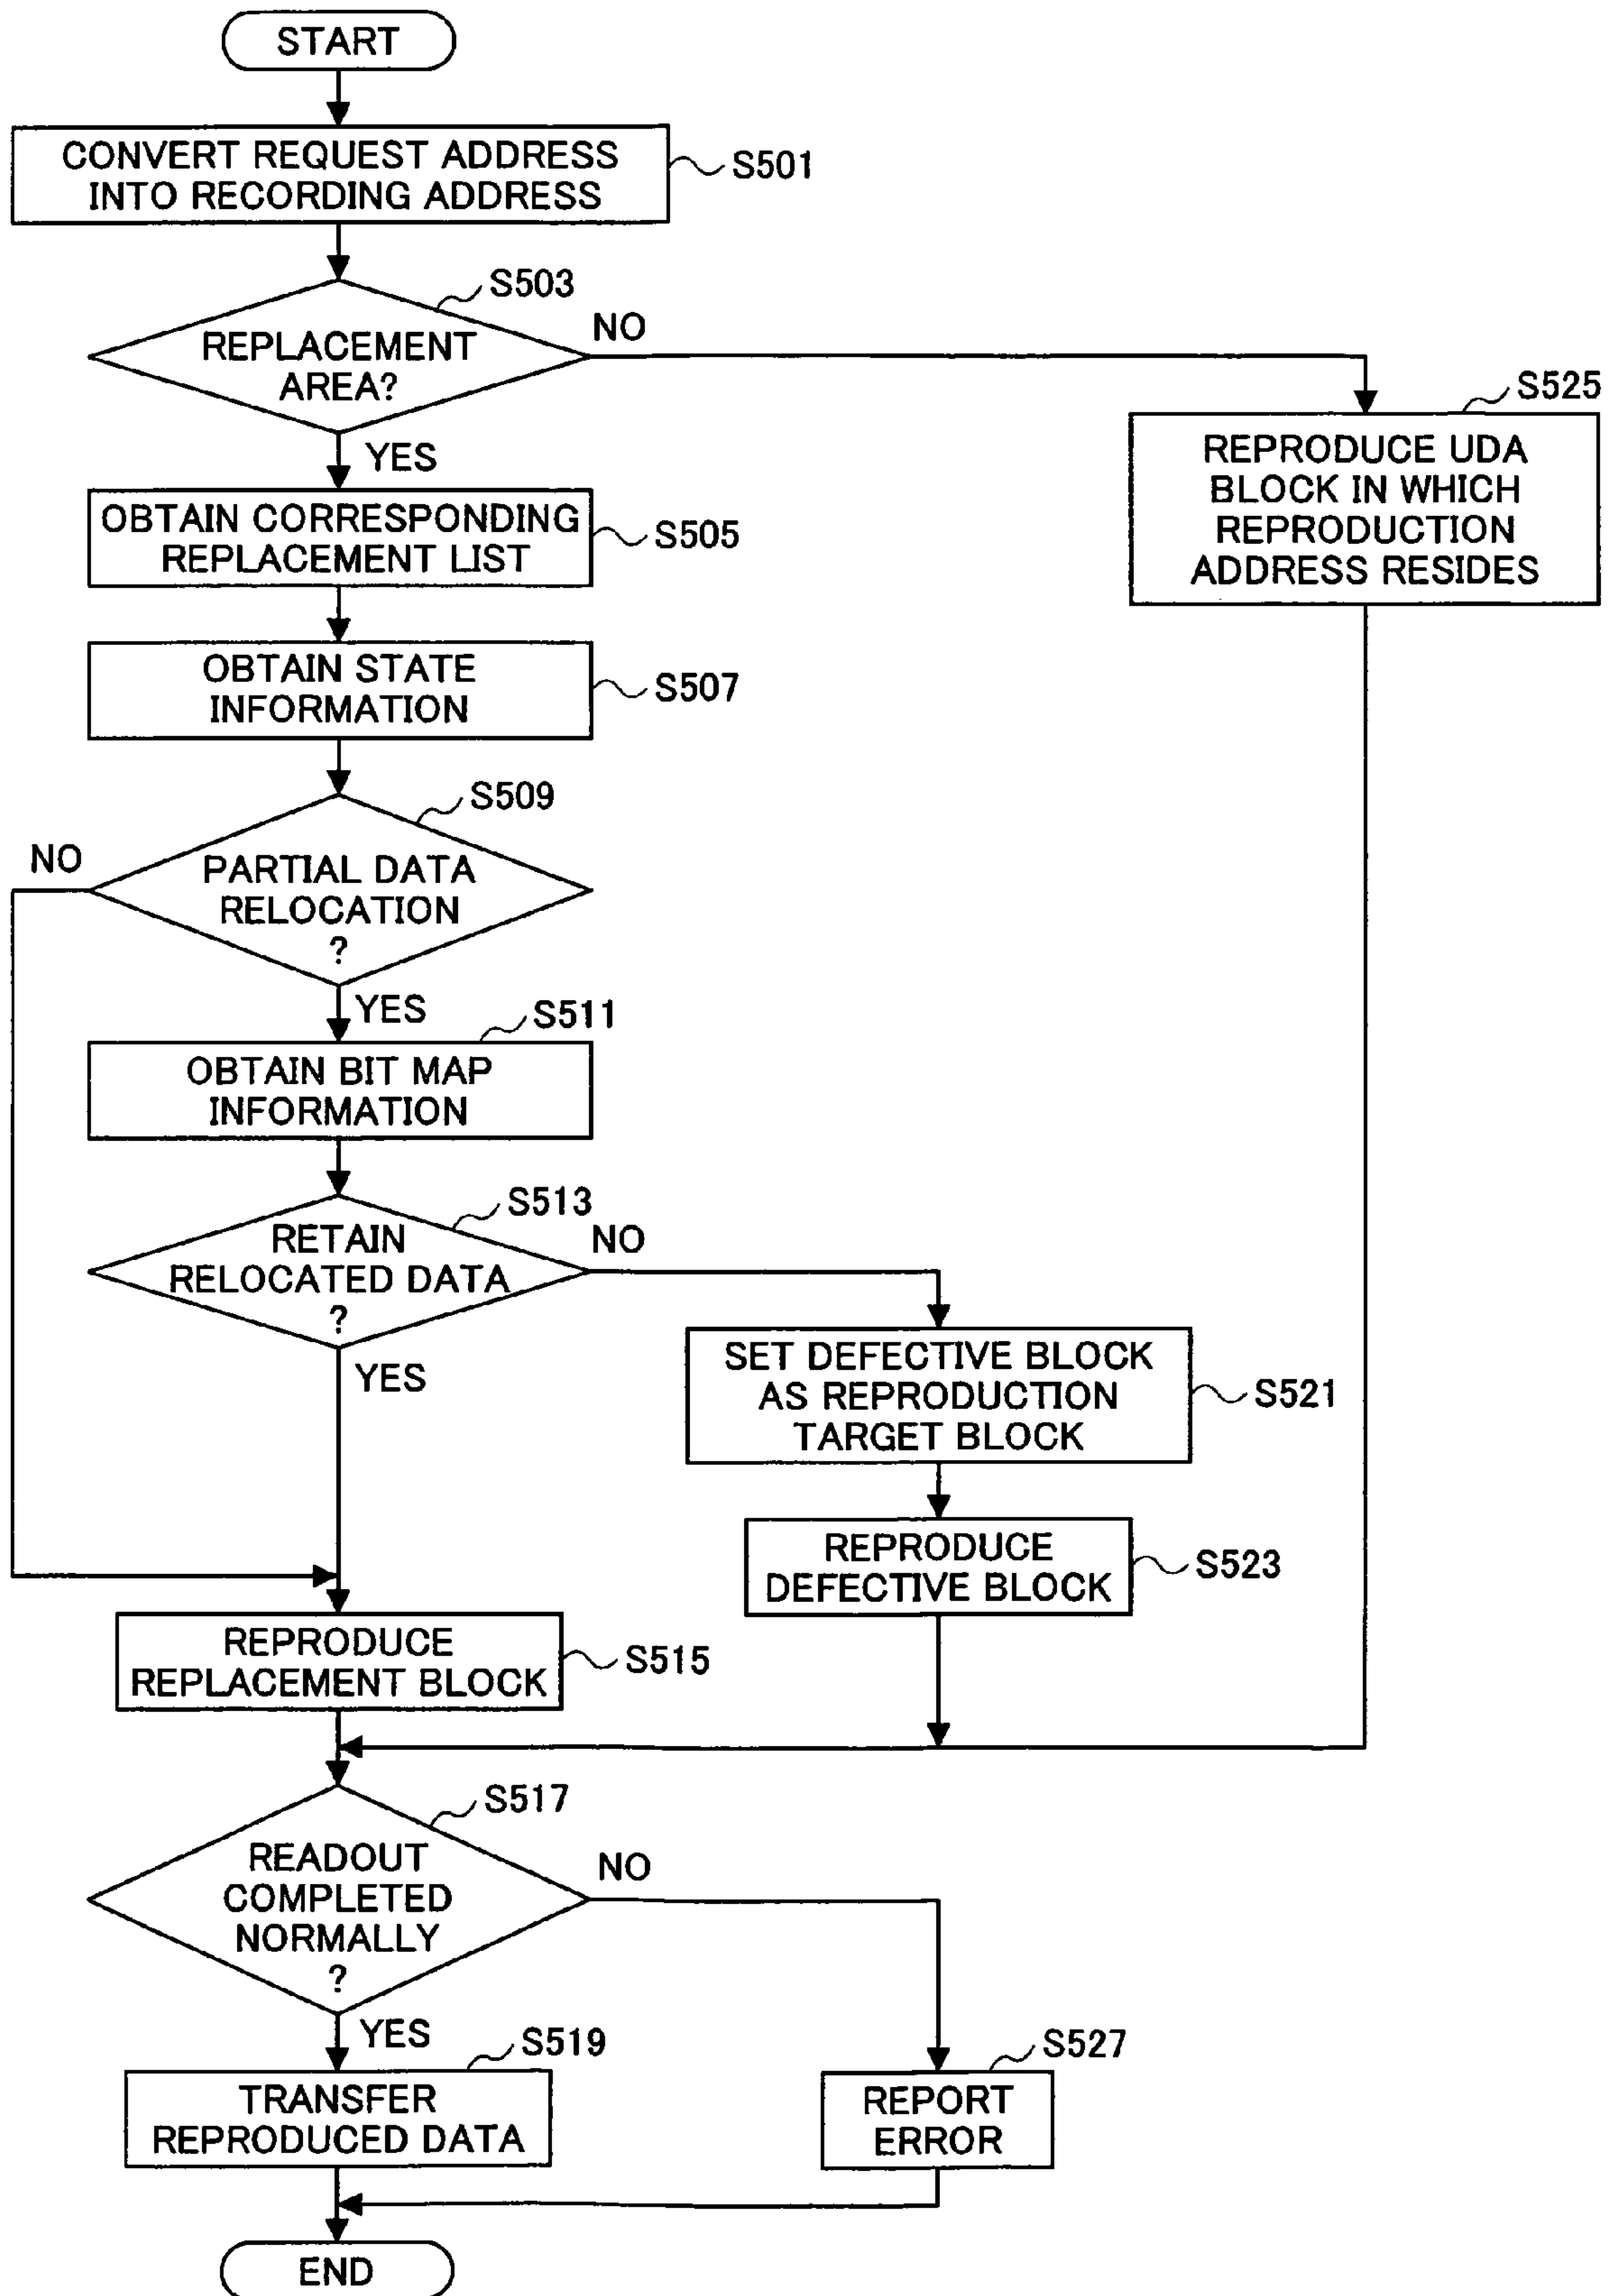 START
CONVERT REQUEST ADDRESS
INTO RECORDING ADDRESS
S501
S503
REPLACEMENT
AREA?
NO
YES
S525
REPRODUCE UDA
BLOCK IN WHICH
REPRODUCTION
ADDRESS RESIDES
OBTAIN CORRESPONDING
REPLACEMENT LIST
S505
OBTAIN STATE
INFORMATION
S507
S509
NO
PARTIAL DATA
RELOCATION
?
YES
S511
OBTAIN BIT MAP
INFORMATION
S513
RETAIN
RELOCATED DATA
?
NO
YES
SET DEFECTIVE BLOCK
AS REPRODUCTION
TARGET BLOCK
S521
REPRODUCE
DEFECTIVE BLOCK
S523
REPRODUCE
REPLACEMENT BLOCK
S515
S517
READOUT
COMPLETED
NORMALLY
?
NO
YES
S519
TRANSFER
REPRODUCED DATA
S527
REPORT
ERROR
END